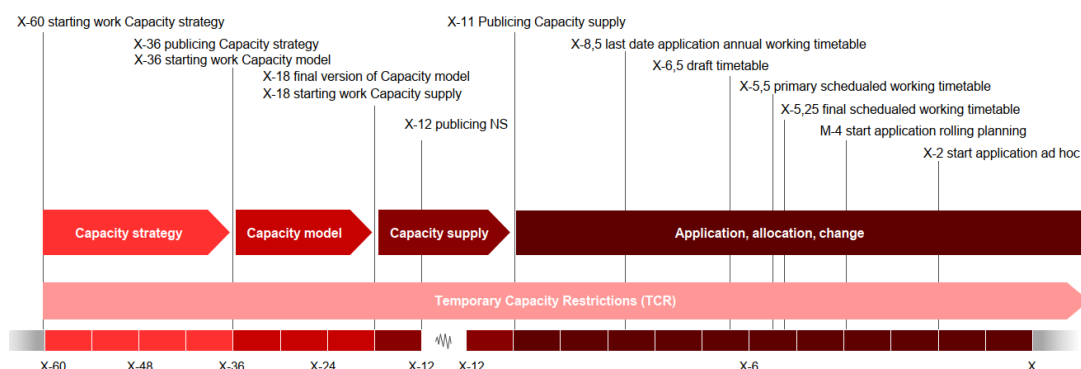 X-60 starting work Capacity strategy
X-11 Publicing Capacity supply
X-36 publicing Capacity strategy
X-8,5 last date application annual working timetable
X-36 starting work Capacity model
X-6,5 draft timetable
X-18 final version of Capacity model
X-5,5 primary schedualed working timetable
X-18 starting work Capacity supply
X-5,25 final schedualed working timetable
X-12 publicing NS
M-4 start application rolling planning
X-2 start application ad hoc
Capacity strategy
Capacity model
Capacity supply
Application, allocation, change
Temporary Capacity Restrictions (TCR)
X-60
X-48
X-36
X-24
X-12
X-12
X-6
X